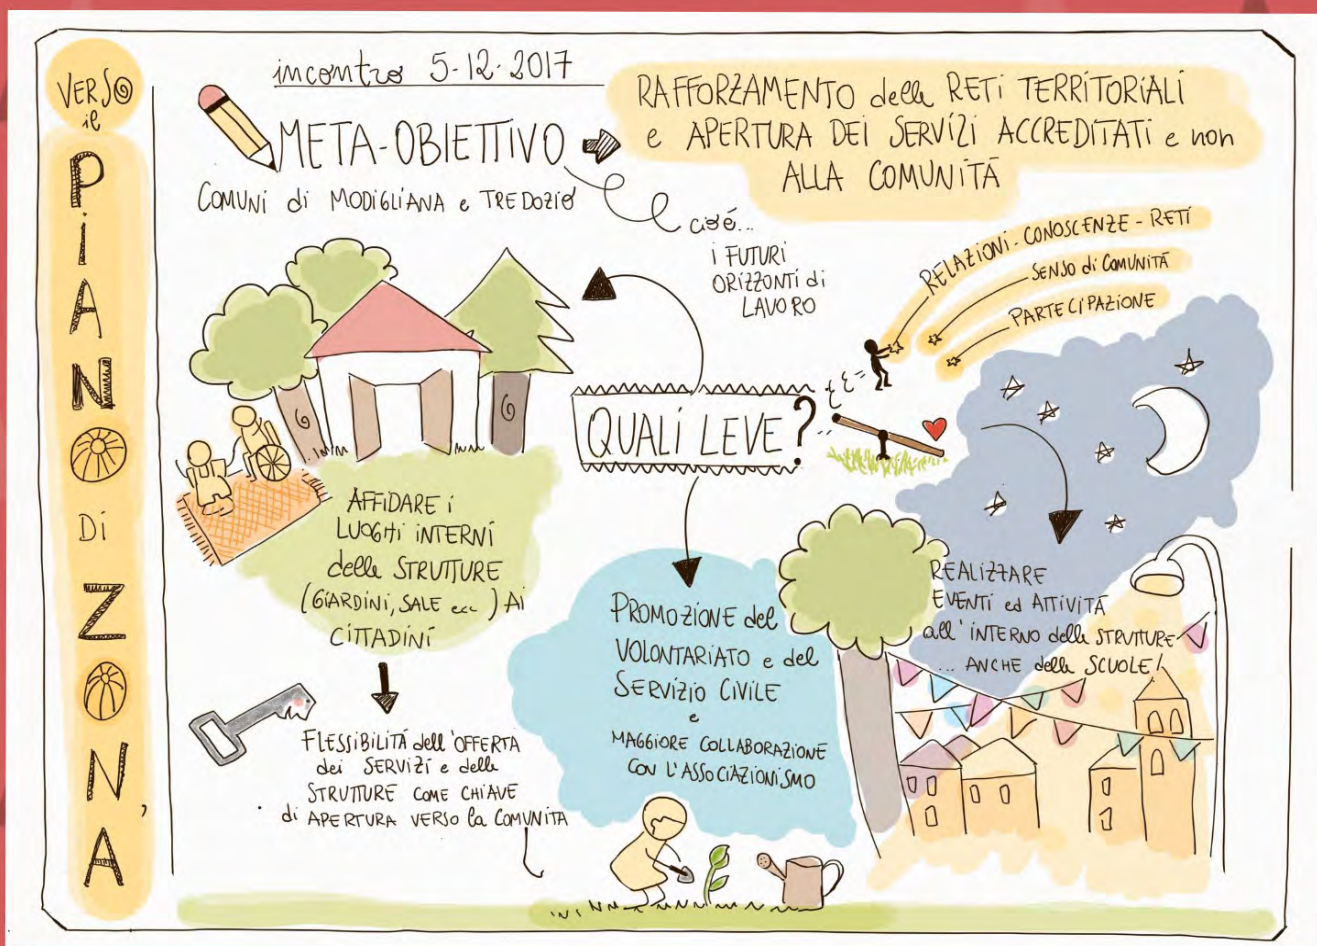 VERSO
il
PIANO
DI
ZONA
incontro 5-12-2017
META-OBIETTIVO
COMUNI di MODIGLIANA e TREDOZIO
RAFFORZAMENTO delle RETI TERRITORIALI
e APERTURA DEI SERVIZI ACCREDITATI e non
ALLA COMUNITÀ
cioé...
i FUTURI
ORIZZONTI di
LAVORO
RELAZIONI - CONOSCENZE - RETI
SENSO di COMUNITÀ
PARTECIPAZIONE
QUALI LEVE?
AFFIDARE i
LUOGHI INTERNI
delle STRUTTURE
(GIARDINI, SALE ecc) AI
CITTADINI
FLESSIBILITÀ dell'OFFERTA
dei SERVIZI e delle
STRUTTURE COME CHIAVE
di APERTURA VERSO la COMUNITÀ
PROMOZIONE del
VOLONTARIATO e del
SERVIZIO CIVILE
e
MAGGIORE COLLABORAZIONE
CON L'ASSOCIAZIONISMO
REALIZZARE
EVENTI ed ATTIVITÀ
all'INTERNO delle STRUTTURE
... ANCHE delle SCUOLE!